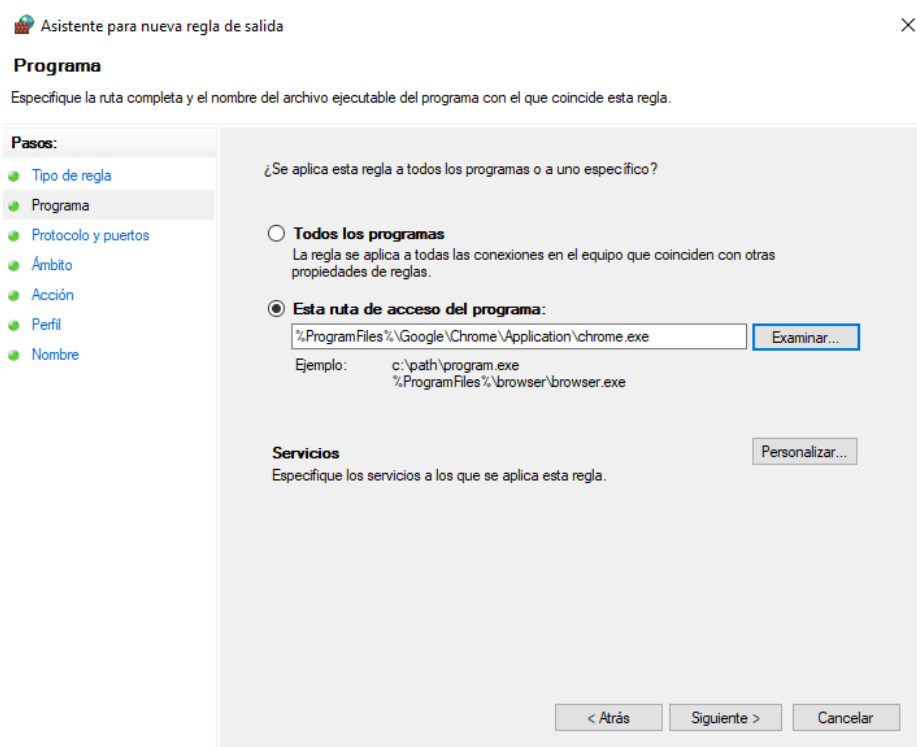 Asistente para nueva regla de salida
Programa
Especifique la ruta completa y el nombre del archivo ejecutable del programa con el que coincide esta regla.
Pasos:
Tipo de regla
Programa
Protocolo y puertos
Ámbito
Acción
Perfil
Nombre
¿Se aplica esta regla a todos los programas o a uno específico?
Todos los programas
La regla se aplica a todas las conexiones en el equipo que coinciden con otras
propiedades de reglas.
Esta ruta de acceso del programa:
%ProgramFiles%\Google\Chrome\Application\chrome.exe
Examinar...
Ejemplo: c:\path\program.exe
%ProgramFiles%\browser\browser.exe
Servicios
Personalizar...
Especifique los servicios a los que se aplica esta regla.
< Atrás
Siguiente >
Cancelar